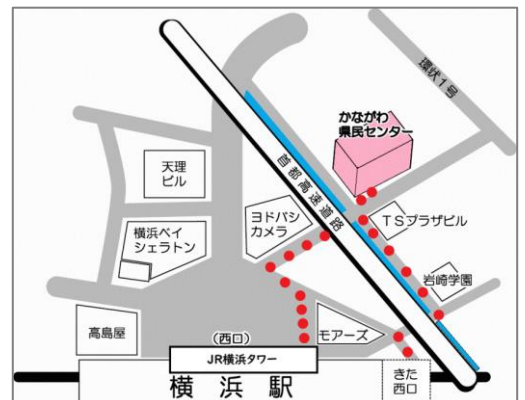 環状1号
かながわ
県民センター
首都高速道路
天理
ビル
ヨドバシ
カメラ
TSプラザビル
横浜ベイ
シェラトン
岩崎学園
高島屋
(西口)
モアーズ
JR横浜タワー
横浜駅
きた
西口